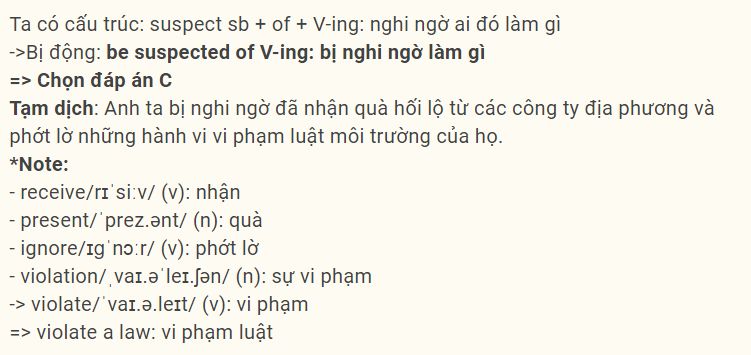 Ta có cấu trúc: suspect sb + of + V-ing: nghi ngờ ai đó làm gì
->Bị động: be suspected of V-ing: bị nghi ngờ làm gì
=> Chọn đáp án C
Tạm dịch: Anh ta bị nghi ngờ đã nhận quà hối lộ từ các công ty địa phương và
phớt lờ những hành vi vi phạm luật môi trường của họ.
*Note:
- receive/rɪˈsiːv/ (v): nhận
- present/ˈprez.ənt/ (n): quà
- ignore/ɪɡˈnɔːr/ (v): phớt lờ
- violation/ˌvaɪ.əˈleɪ.ʃən/ (n): sự vi phạm
-> violate/ˈvaɪ.ə.leɪt/ (v): vi phạm
=> violate a law: vi phạm luật